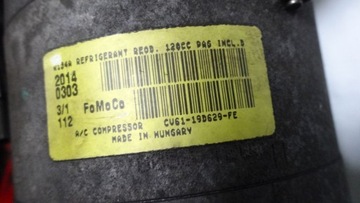 R134A REFRIGERANT REQD. 120CC PAG INCL.D
2014
0303
3/1 FoMoCo
112
A/C COMPRESSOR CV61-19D629-FE
MADE IN HUNGARY